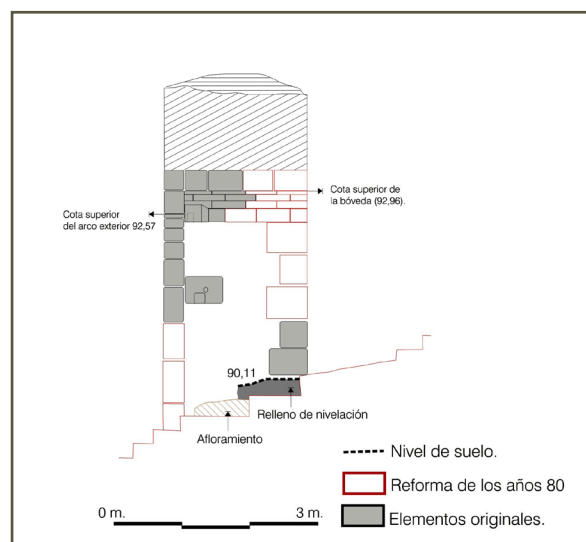 Cota superior de
la bóveda (92,96).
Cota superior
del arco exterior 92,57
90,11
Relleno de nivelación
Afloramiento
Nivel de suelo.
Reforma de los años 80
Elementos originales.
0 m.
3 m.